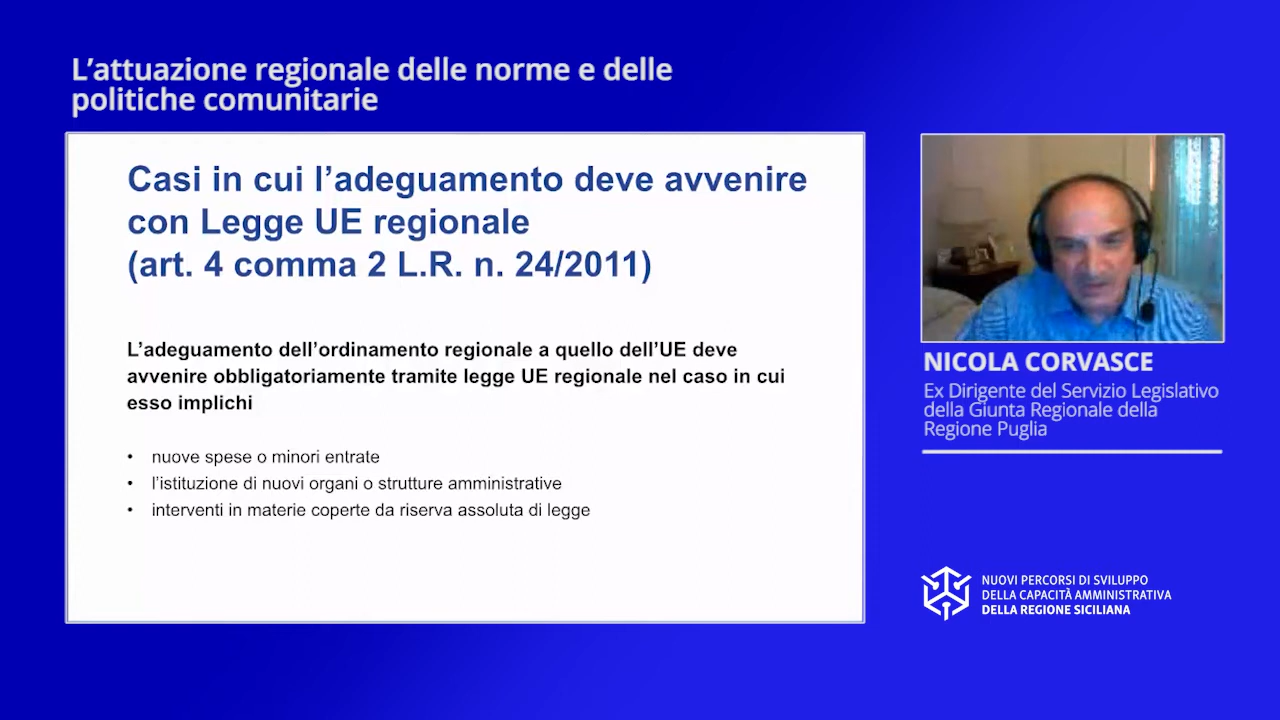 L’attuazione regionale delle norme e delle
politiche comunitarie
Casi in cui l’adeguamento deve avvenire
con Legge UE regionale
(art. 4 comma 2 L.R. n. 24/2011)
L’adeguamento dell’ordinamento regionale a quello dell’UE deve
avvenire obbligatoriamente tramite legge UE regionale nel caso in cui
esso implichi
• nuove spese o minori entrate
• l’istituzione di nuovi organi o strutture amministrative
• interventi in materie coperte da riserva assoluta di legge
NICOLA CORVASCE
Ex Dirigente del Servizio Legislativo
della Giunta Regionale della
Regione Puglia
NUOVI PERCORSI DI SVILUPPO
DELLA CAPACITÀ AMMINISTRATIVA
DELLA REGIONE SICILIANA